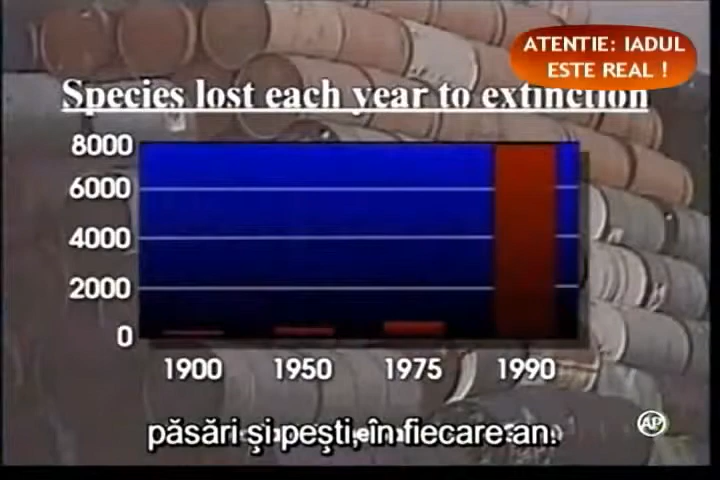 ATENTIE: IADUL
ESTE REAL !
Species lost each year to extinction
8000
6000
4000
2000
0
1900 1950 1975 1990
păsări şi peşti, în fiecare an.
AP